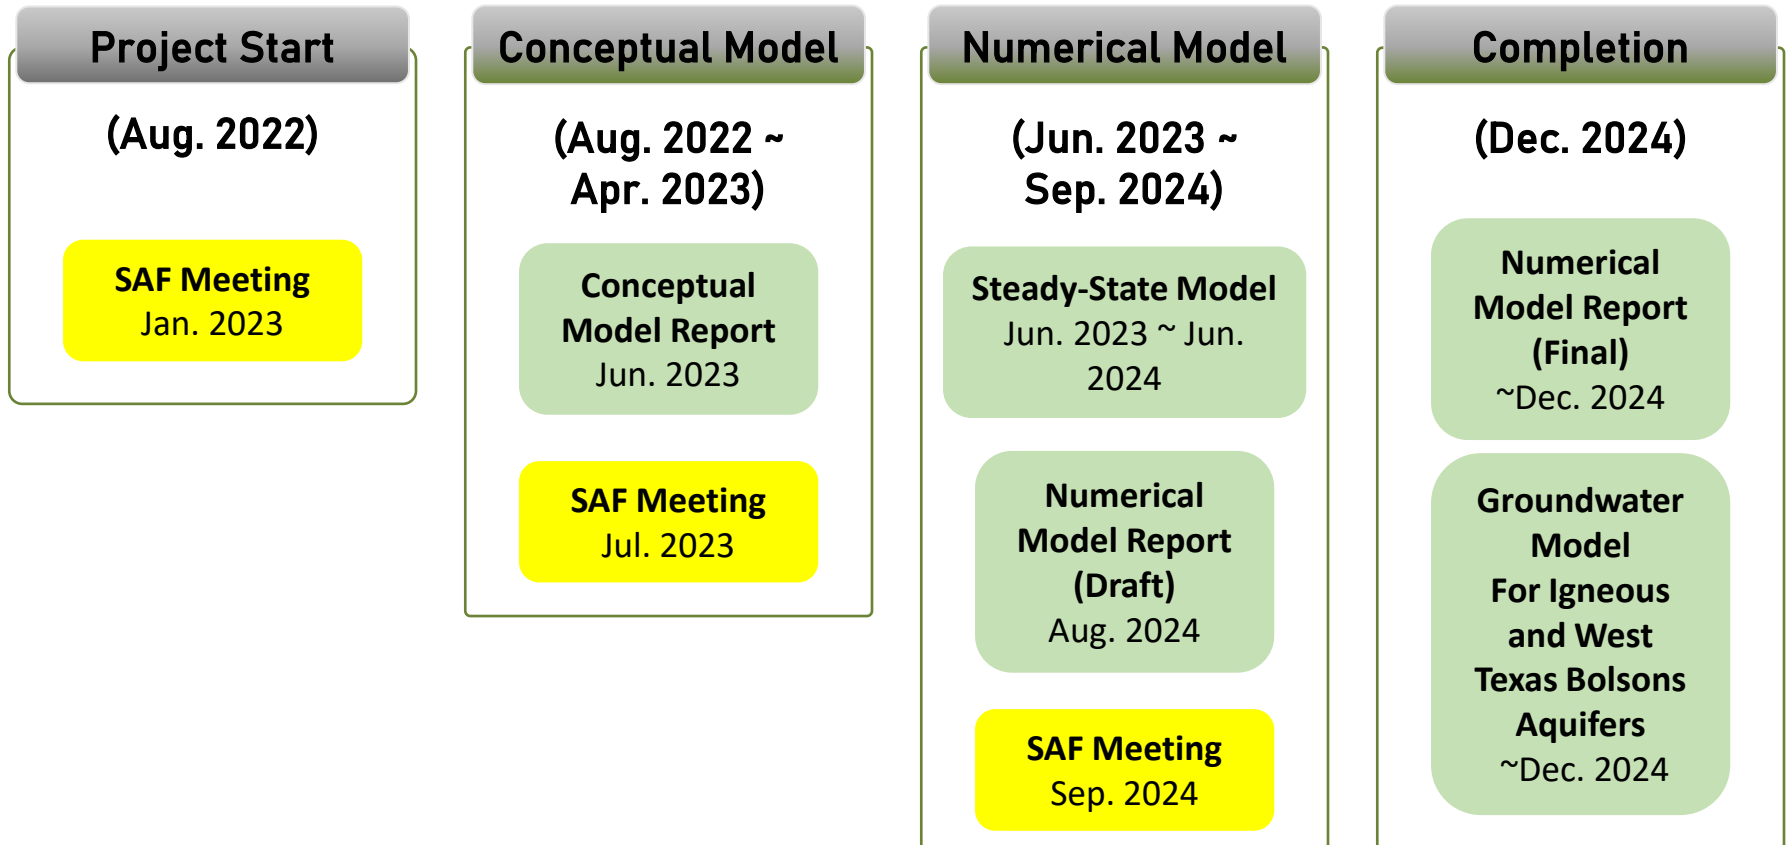 Project Start
(Aug. 2022)
SAF Meeting
Jan. 2023
Conceptual Model
(Aug. 2022 ~
Apr. 2023)
Conceptual
Model Report
Jun. 2023
SAF Meeting
Jul. 2023
Numerical Model
(Jun. 2023 ~
Sep. 2024)
Steady-State Model
Jun. 2023 ~ Jun.
2024
Numerical
Model Report
(Draft)
Aug. 2024
SAF Meeting
Sep. 2024
Completion
(Dec. 2024)
Numerical
Model Report
(Final)
~Dec. 2024
Groundwater
Model
For Igneous
and West
Texas Bolsons
Aquifers
~Dec. 2024